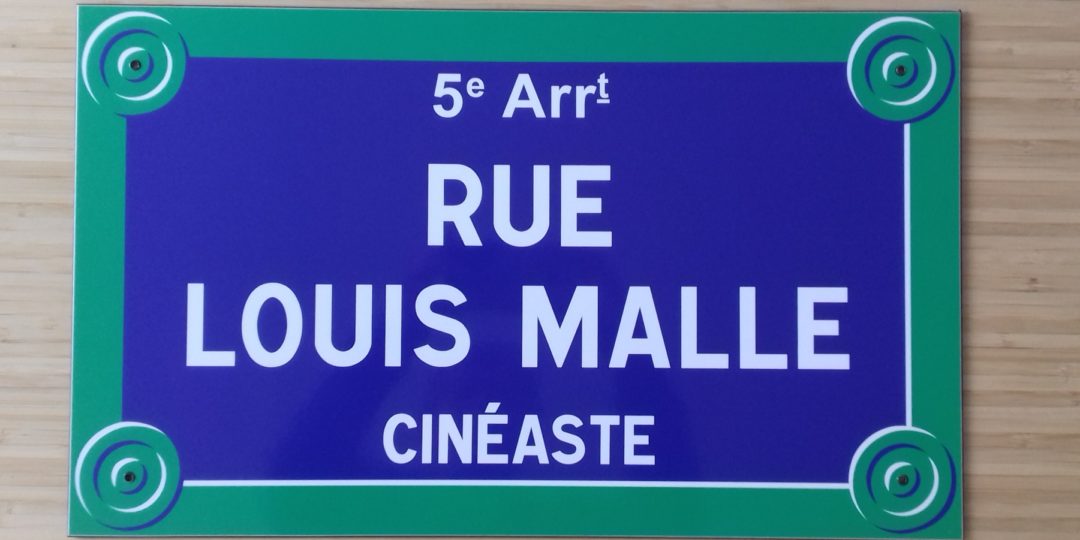 5e Arrt
RUE
LOUIS MALLE
CINÉASTE